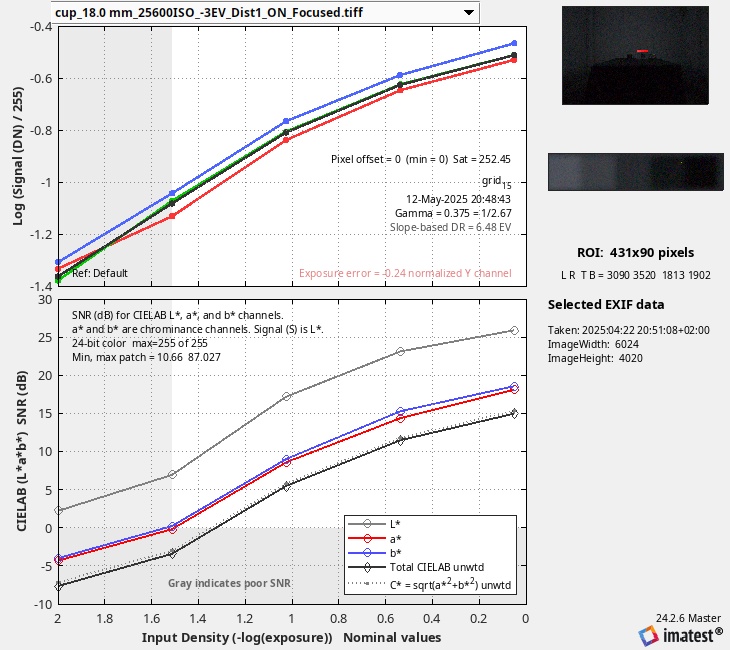 cup_18.0 mm_25600ISO_-3EV_Dist1_ON_Focused.tiff
-0.4
-0.6
-0.8
-1
-1.2
-1.4
Log (Signal (DN) / 255)
Pixel offset = 0 (min = 0) Sat = 252.45
grid15
12-May-2025 20:48:43
Gamma = 0.375 = 1/2.67
Slope-based DR = 6.48 EV
Ref: Default
Exposure error = -0.24 normalized Y channel
30
25
20
15
10
5
0
-5
-10
CIELAB (L*a*b*) SNR (dB)
SNR (dB) for CIELAB L*, a*, and b* channels.
a* and b* are chrominance channels. Signal (S) is L*.
24-bit color max=255 of 255
Min, max patch = 10.66 87.027
L*
a*
b*
Total CIELAB unwtd
C* = sqrt(a*²+b*²) unwtd
Gray indicates poor SNR
2 1.8 1.6 1.4 1.2 1 0.8 0.6 0.4 0.2 0
Input Density (-log(exposure)) Nominal values
ROI: 431x90 pixels
L R T B = 3090 3520 1813 1902
Selected EXIF data
Taken: 2025:04:22 20:51:08+02:00
ImageWidth: 6024
ImageHeight: 4020
24.2.6 Master
imatest®